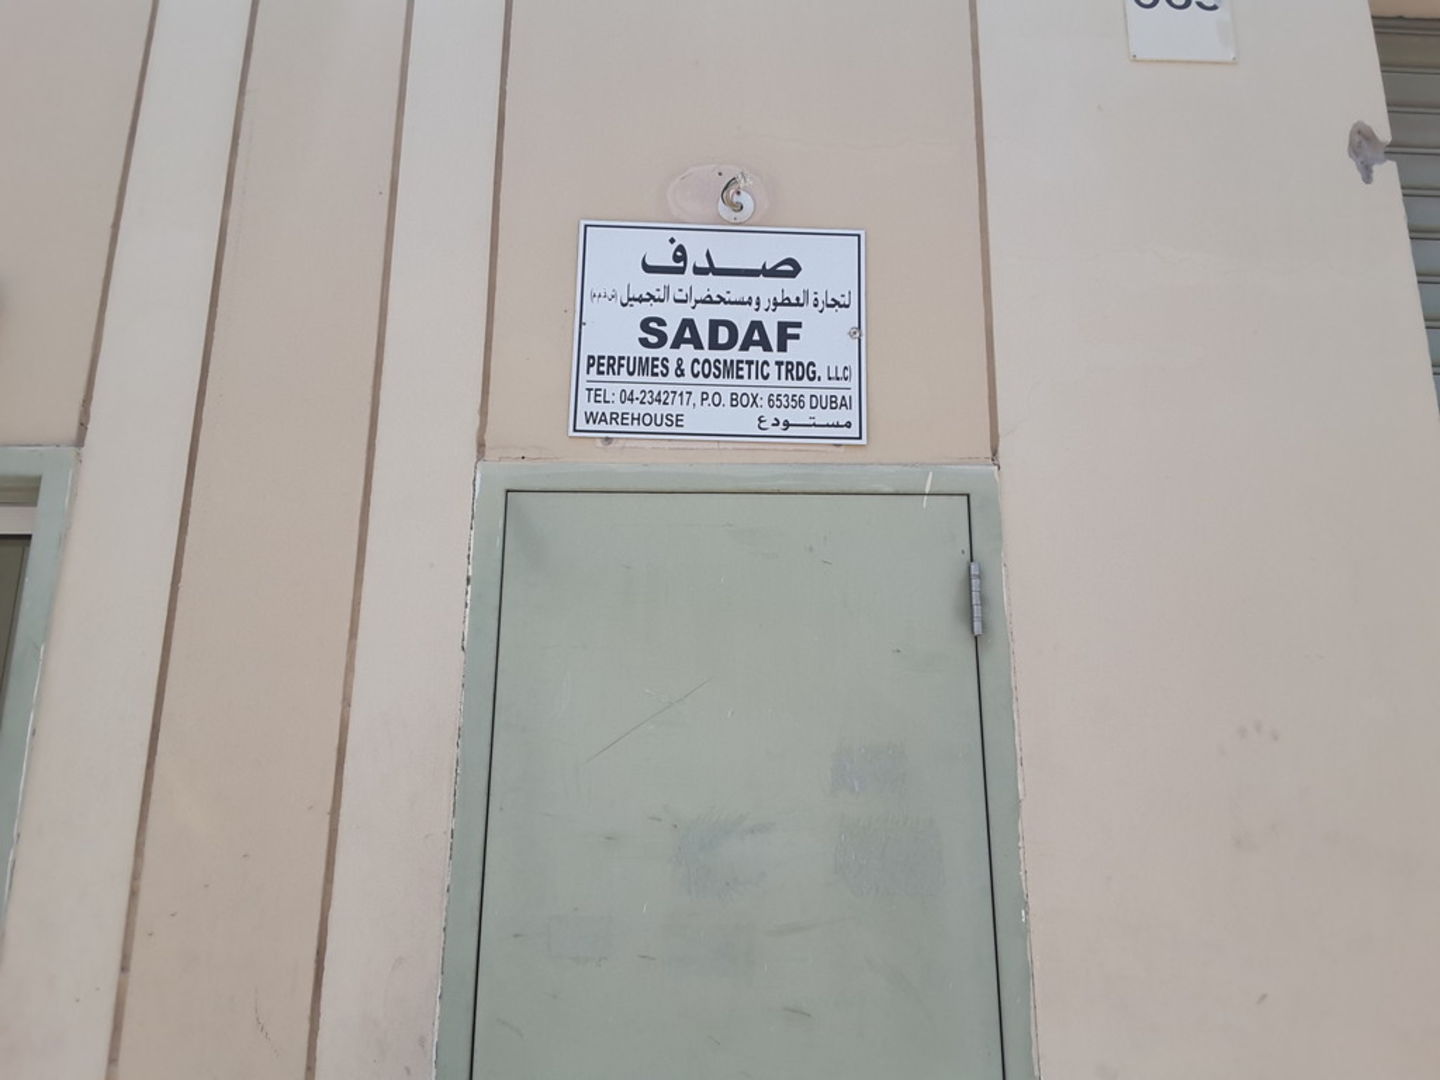 صدف
لتجارة العطور ومستحضرات التجميل (ش.ذ.م.م)
SADAF
PERFUMES & COSMETIC TRDG. L.L.C)
TEL: 04-2342717, P.O. BOX: 65356 DUBAI
WAREHOUSE مستودع